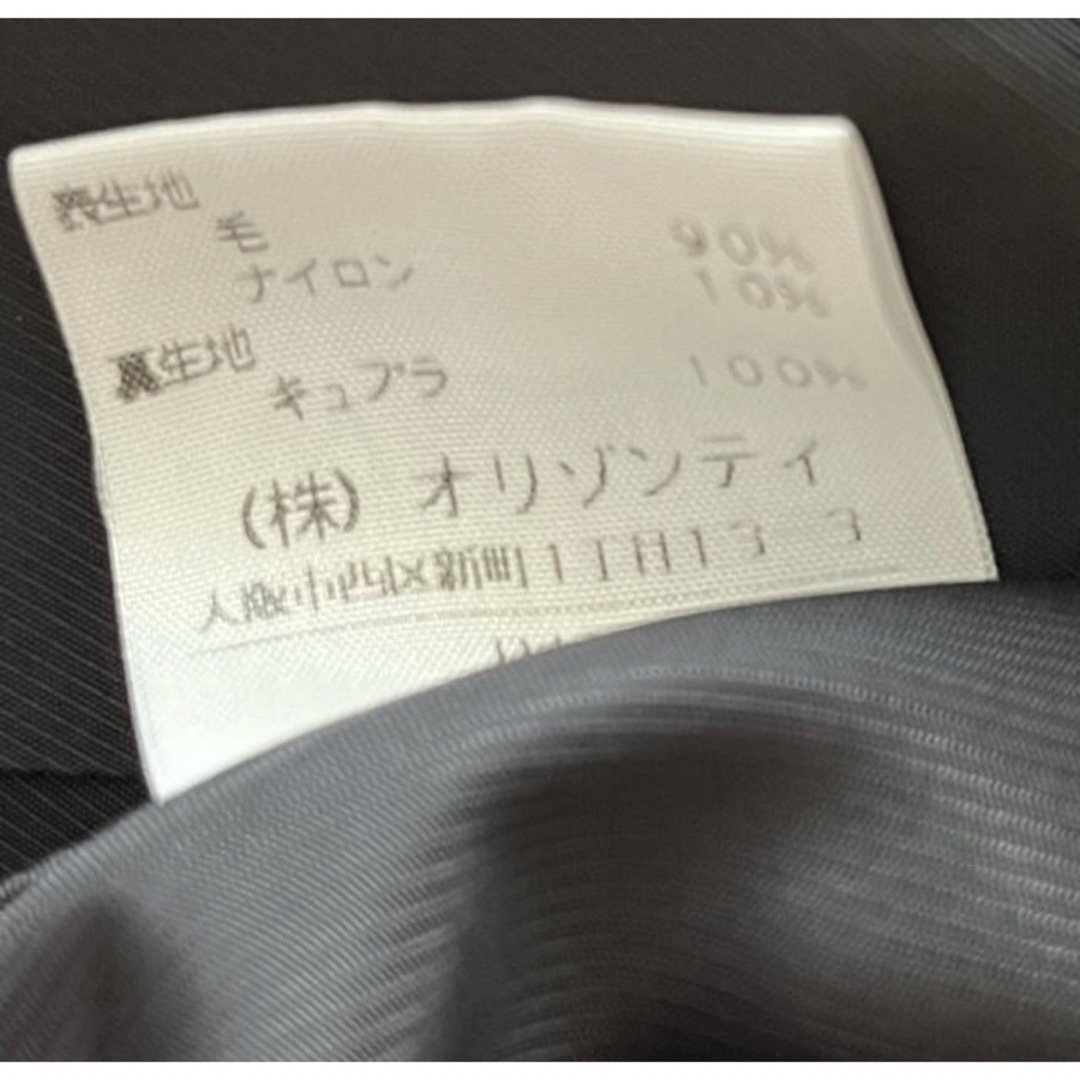 表生地
毛 90%
ナイロン 10%
裏生地
キュプラ 100%
(株) オリゾンティ
大阪市西区新町1丁目13-3